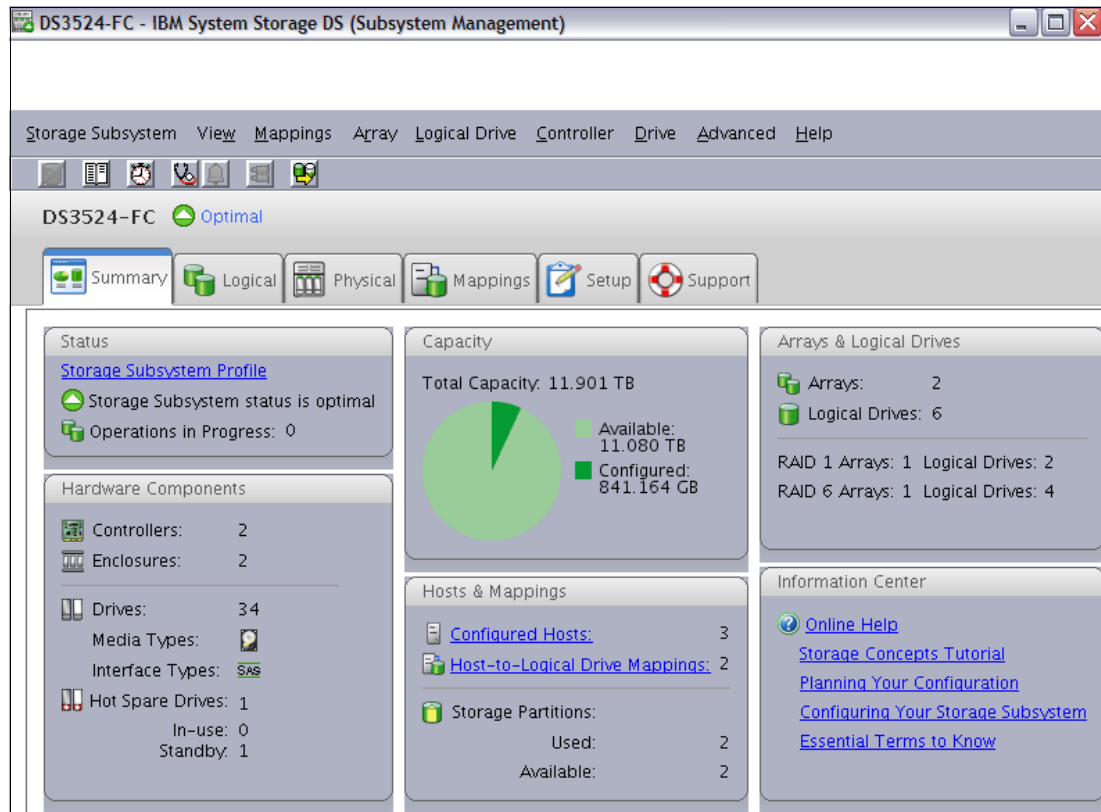 DS3524-FC - IBM System Storage DS (Subsystem Management)
Storage Subsystem View Mappings Array Logical Drive Controller Drive Advanced Help
DS3524-FC Optimal
Summary Logical Physical Mappings Setup Support
Status
Storage Subsystem Profile
Storage Subsystem status is optimal
Operations in Progress: 0
Hardware Components
Controllers: 2
Enclosures: 2
Drives: 34
Media Types:
Interface Types: SAS
Hot Spare Drives: 1
In-use: 0
Standby: 1
Capacity
Total Capacity: 11.901 TB
Available:
11.080 TB
Configured:
841.164 GB
Hosts & Mappings
Configured Hosts: 3
Host-to-Logical Drive Mappings: 2
Storage Partitions:
Used: 2
Available: 2
Arrays & Logical Drives
Arrays: 2
Logical Drives: 6
RAID 1 Arrays: 1 Logical Drives: 2
RAID 6 Arrays: 1 Logical Drives: 4
Information Center
Online Help
Storage Concepts Tutorial
Planning Your Configuration
Configuring Your Storage Subsystem
Essential Terms to Know